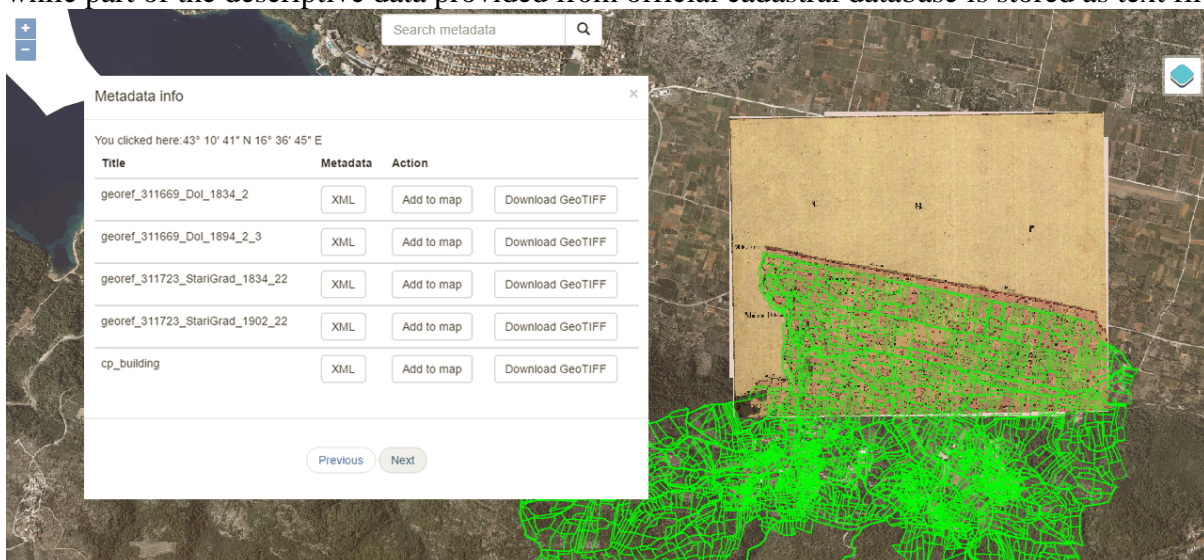 while part of the descriptive data provided from official cadastral database is stored as text fil
+
Search metadata
−
Metadata info ×
You clicked here:43° 10' 41" N 16° 36' 45" E
Title Metadata Action
georef_311669_Dol_1834_2 XML Add to map Download GeoTIFF
georef_311669_Dol_1894_2_3 XML Add to map Download GeoTIFF
georef_311723_StariGrad_1834_22 XML Add to map Download GeoTIFF
georef_311723_StariGrad_1902_22 XML Add to map Download GeoTIFF
cp_building XML Add to map Download GeoTIFF
Previous Next